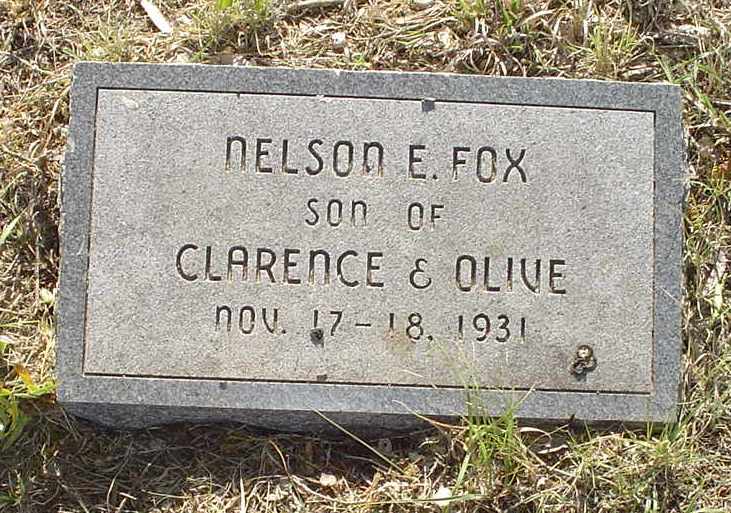 NELSON E. FOX
SON OF
CLARENCE & OLIVE
NOV. 17 - 18, 1931